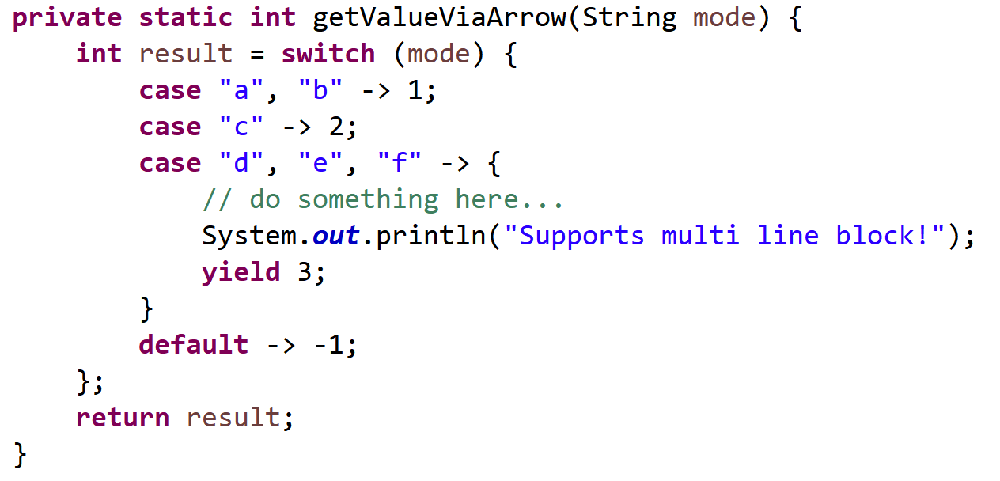 private static int getValueViaArrow(String mode) {
    int result = switch (mode) {
        case "a", "b" -> 1;
        case "c" -> 2;
        case "d", "e", "f" -> {
            // do something here...
            System.out.println("Supports multi line block!");
            yield 3;
        }
        default -> -1;
    };
    return result;
}